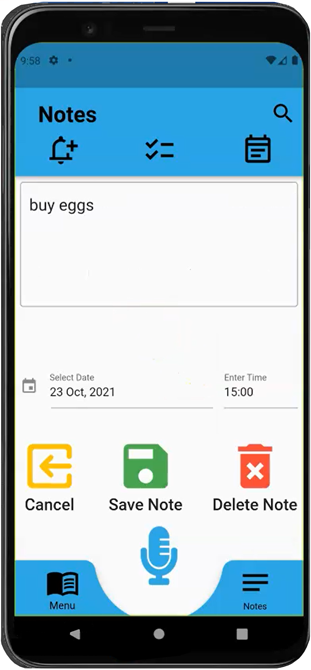 9:58
Notes
buy eggs
Select Date
Enter Time
23 Oct, 2021
15:00
Cancel
Save Note
Delete Note
Menu
Notes